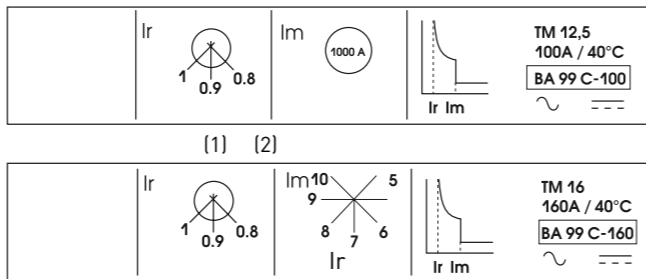 Ir
1
0.9
0.8
Im
1000 A
Ir Im
TM 12,5
100A / 40°C
BA 99 C-100
(1) (2)
Ir
1
0.9
0.8
Im
10
9
8
7
6
5
Ir
Ir Im
TM 16
160A / 40°C
BA 99 C-160